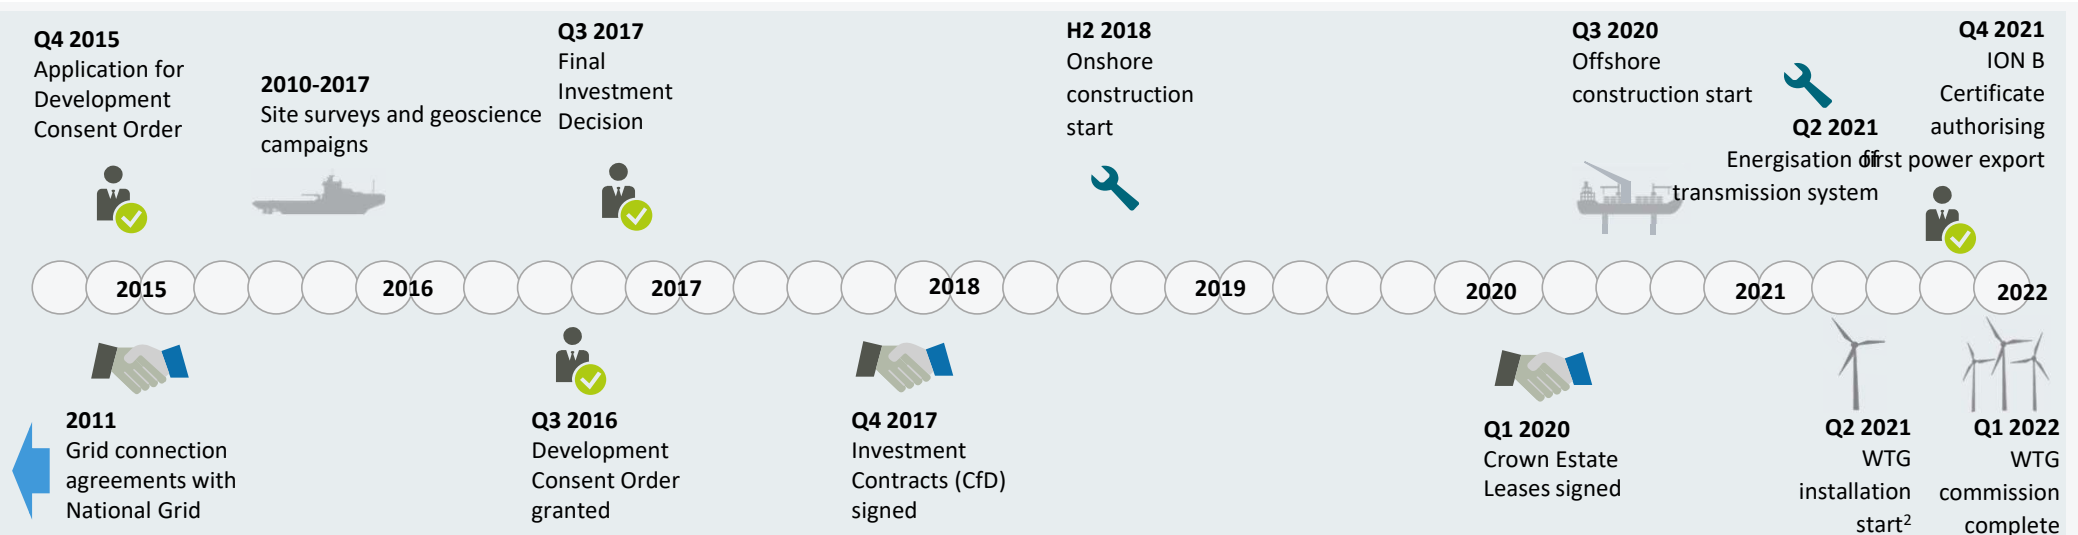 Q4 2015
Application for
Development
Consent Order
2010-2017
Site surveys and geoscience
campaigns
Q3 2017
Final
Investment
Decision
H2 2018
Onshore
construction
start
Q3 2020
Offshore
construction start
Q2 2021
Energisation of
transmission system
Q4 2021
ION B
Certificate
authorising
first power export
2015
2016
2017
2018
2019
2020
2021
2022
2011
Grid connection
agreements with
National Grid
Q3 2016
Development
Consent Order
granted
Q4 2017
Investment
Contracts (CfD)
signed
Q1 2020
Crown Estate
Leases signed
Q2 2021
WTG
installation
start²
Q1 2022
WTG
commission
complete